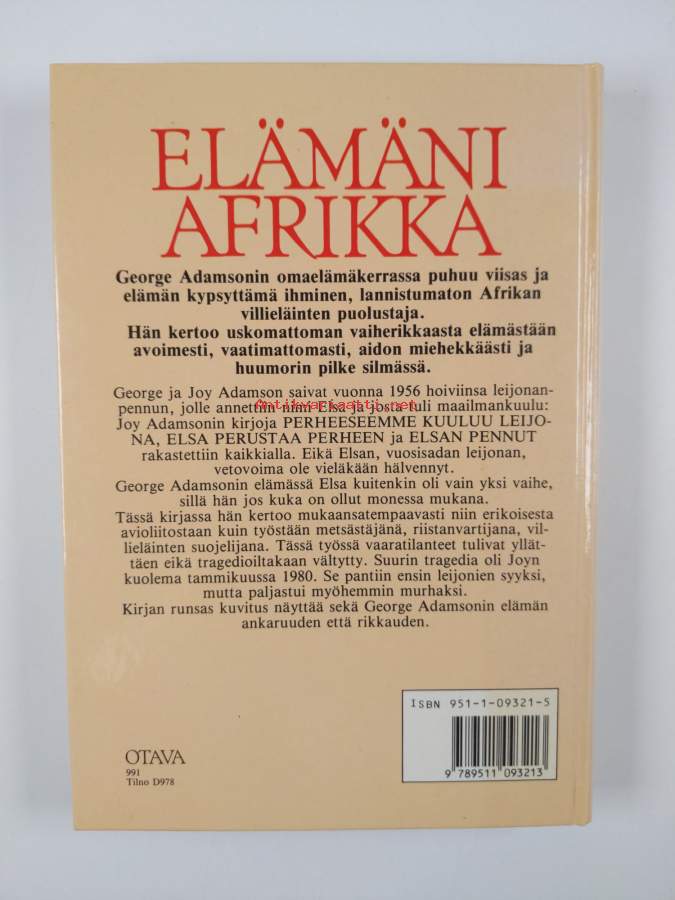 ELÄMÄNI
AFRIKKA
George Adamsonin omaelämäkerrassa puhuu viisas ja
elämän kypsyttämä ihminen, lannistumaton Afrikan
villieläinten puolustaja.
Hän kertoo uskomattoman vaiherikkaasta elämästään
avoimesti, vaatimattomasti, aidon miehekkäästi ja
huumorin pilke silmässä.
George ja Joy Adamson saivat vuonna 1956 hoiviinsa leijonan-
pennun, jolle annettiin nimi Elsa ja josta tuli maailmankuulu:
Antikvariaatti.net
Joy Adamsonin kirjoja PERHEESEEMME KUULUU LEIJO-
NA, ELSA PERUSTAA PERHEEN ja ELSAN PENNUT
rakastettiin kaikkialla. Eikä Elsan, vuosisadan leijonan,
vetovoima ole vieläkään hälvennyt.
George Adamsonin elämässä Elsa kuitenkin oli vain yksi vaihe,
sillä hän jos kuka on ollut monessa mukana.
Tässä kirjassa hän kertoo mukaansatempaavasti niin erikoisesta
avioliitostaan kuin työstään metsästäjänä, riistanvartijana, vil-
lieläinten suojelijana. Tässä työssä vaaratilanteet tulivat yllät-
täen eikä tragedioiltakaan vältytty. Suurin tragedia oli Joyn
kuolema tammikuussa 1980. Se pantiin ensin leijonien syyksi,
mutta paljastui myöhemmin murhaksi.
Kirjan runsas kuvitus näyttää sekä George Adamsonin elämän
ankaruuden että rikkauden.
ISBN 951-1-09321-5
9 789511 093213
OTAVA
991
Tilno D978